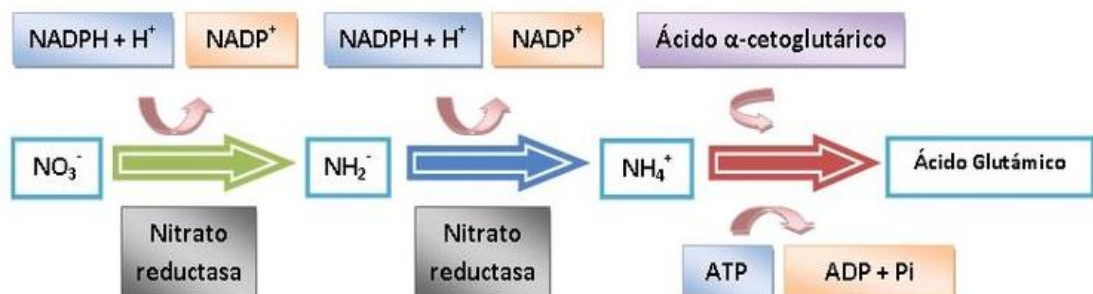 NADPH + H⁺
NADP⁺
NADPH + H⁺
NADP⁺
Ácido α-cetoglutárico
NO₃⁻
NH₂⁻
NH₄⁺
Ácido Glutámico
Nitrato
reductasa
Nitrato
reductasa
ATP
ADP + Pi